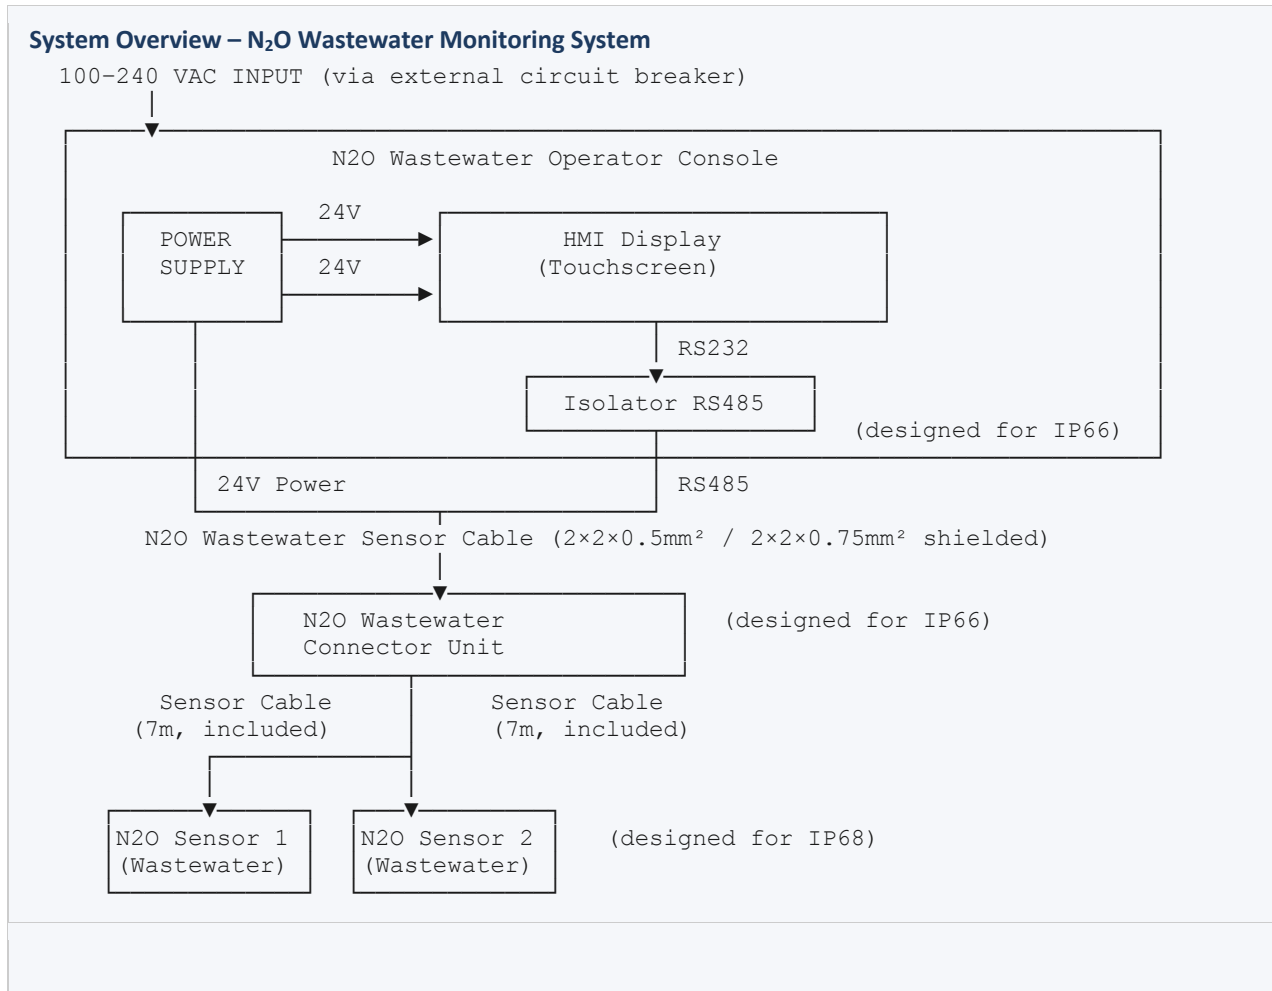 System Overview – N₂O Wastewater Monitoring System
100–240 VAC INPUT (via external circuit breaker)
N2O Wastewater Operator Console
24V
POWER HMI Display
SUPPLY 24V (Touchscreen)
RS232
Isolator RS485
(designed for IP66)
24V Power RS485
N2O Wastewater Sensor Cable (2×2×0.5mm² / 2×2×0.75mm² shielded)
N2O Wastewater (designed for IP66)
Connector Unit
Sensor Cable Sensor Cable
(7m, included) (7m, included)
N2O Sensor 1 N2O Sensor 2 (designed for IP68)
(Wastewater) (Wastewater)